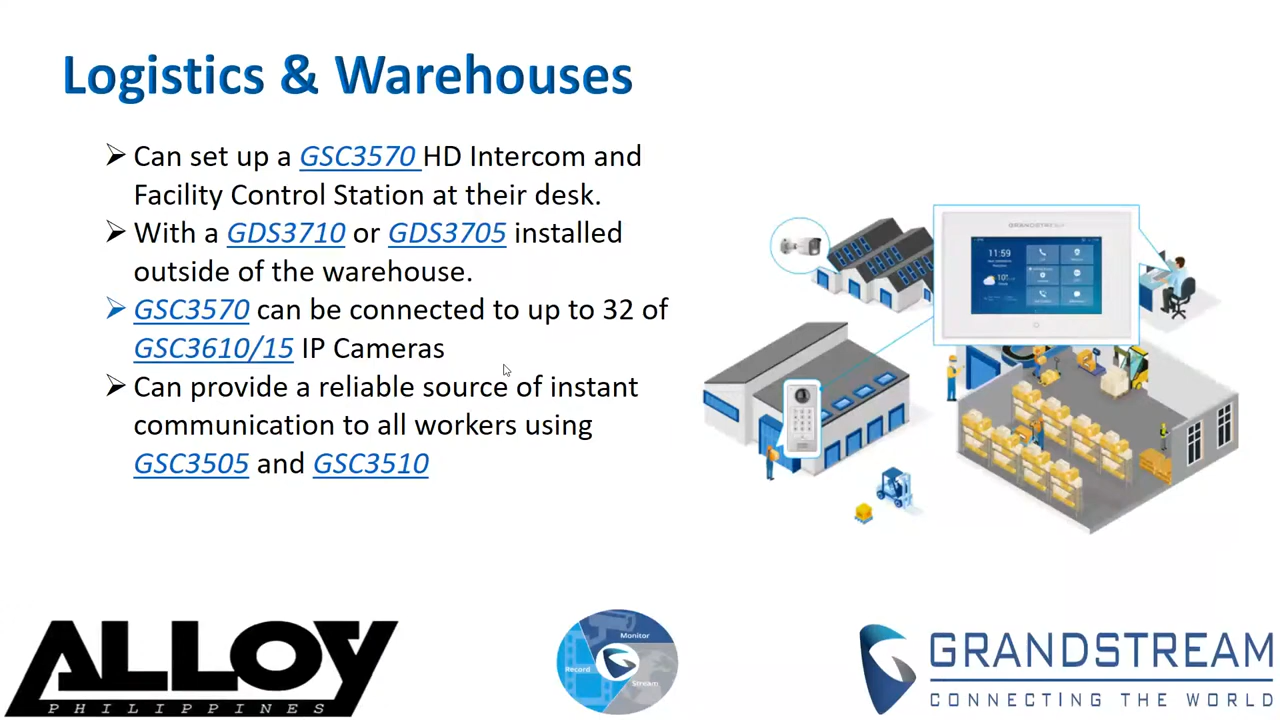 Logistics & Warehouses
➢ Can set up a GSC3570 HD Intercom and
Facility Control Station at their desk.
➢ With a GDS3710 or GDS3705 installed
outside of the warehouse.
➢ GSC3570 can be connected to up to 32 of
GSC3610/15 IP Cameras
➢ Can provide a reliable source of instant
communication to all workers using
GSC3505 and GSC3510
GRANDSTREAM
11:59
10°
ALLOY
PHILIPPINES
Monitor
Record
Stream
GRANDSTREAM
CONNECTING THE WORLD